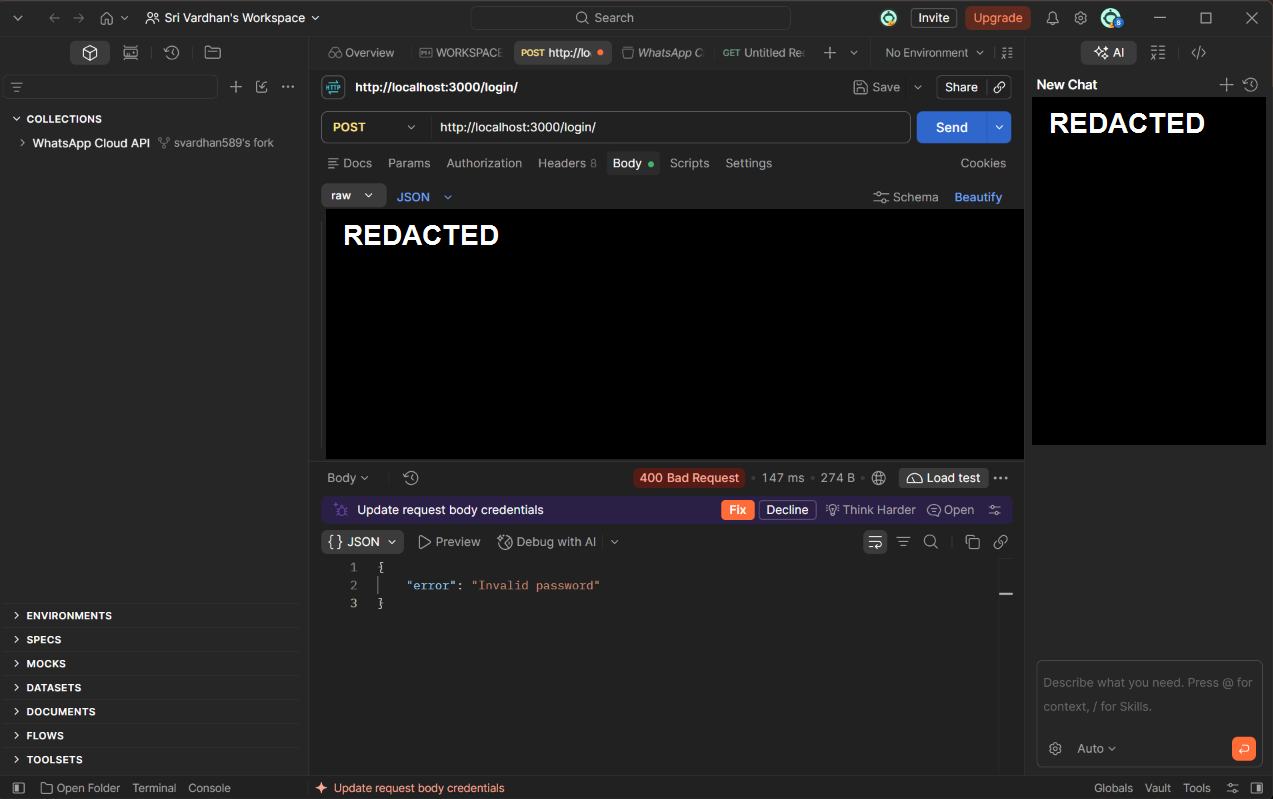 Sri Vardhan's Workspace
Search
Invite
Upgrade
Overview
WORKSPACE
POST http://lo
WhatsApp C
GET Untitled Re
No Environment
AI
HTTP
http://localhost:3000/login/
Save
Share
New Chat
COLLECTIONS
WhatsApp Cloud API
svardhan589's fork
POST
http://localhost:3000/login/
Send
REDACTED
Docs
Params
Authorization
Headers 8
Body
Scripts
Settings
Cookies
raw
JSON
Schema
Beautify
REDACTED
Body
400 Bad Request
147 ms
274 B
Load test
Update request body credentials
Fix
Decline
Think Harder
Open
{ } JSON
Preview
Debug with AI
1 {
2 "error": "Invalid password"
3 }
ENVIRONMENTS
SPECS
MOCKS
DATASETS
DOCUMENTS
FLOWS
TOOLSETS
Describe what you need. Press @ for
context, / for Skills.
Auto
Open Folder
Terminal
Console
Update request body credentials
Globals
Vault
Tools